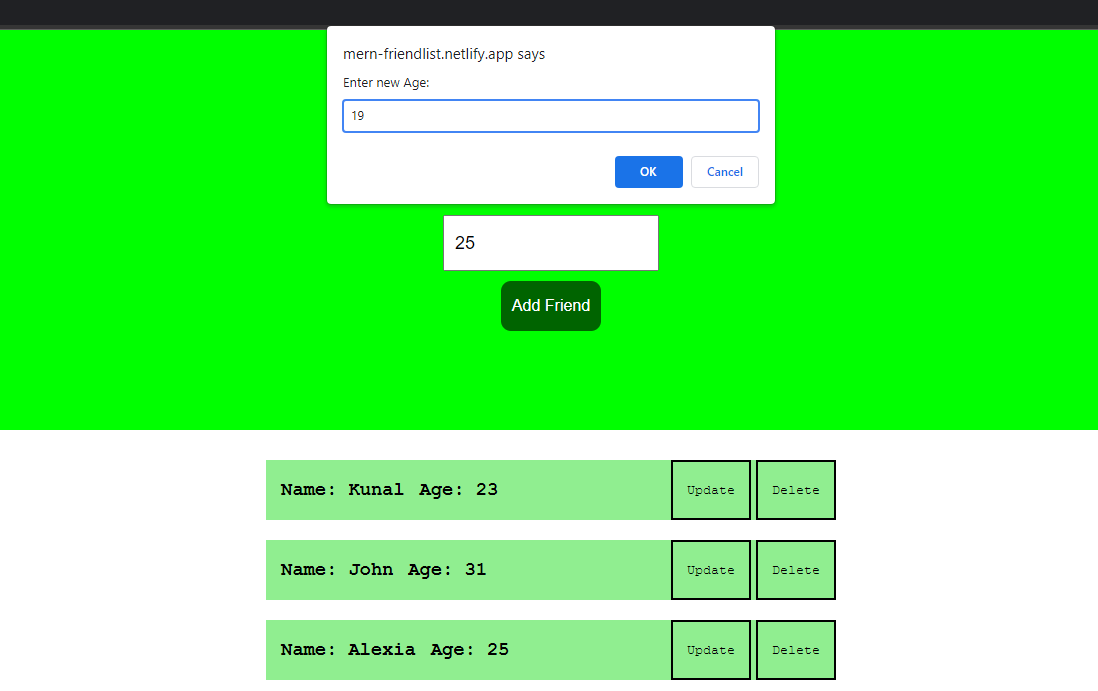 mern-friendlist.netlify.app says
Enter new Age:
19
OK Cancel
25
Add Friend
Name: Kunal Age: 23 Update Delete
Name: John Age: 31 Update Delete
Name: Alexia Age: 25 Update Delete